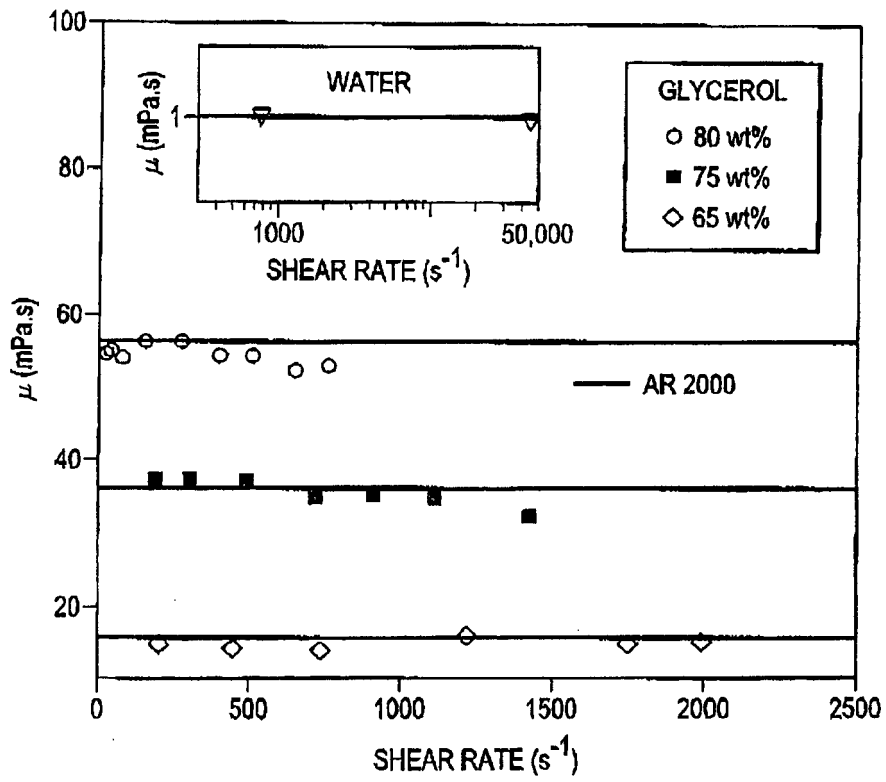 100
80
60
40
20
μ (mPa.s)
WATER
1
μ (mPa.s)
1000 50,000
SHEAR RATE (s⁻¹)
GLYCEROL
80 wt%
75 wt%
65 wt%
AR 2000
0 500 1000 1500 2000 2500
SHEAR RATE (s⁻¹)